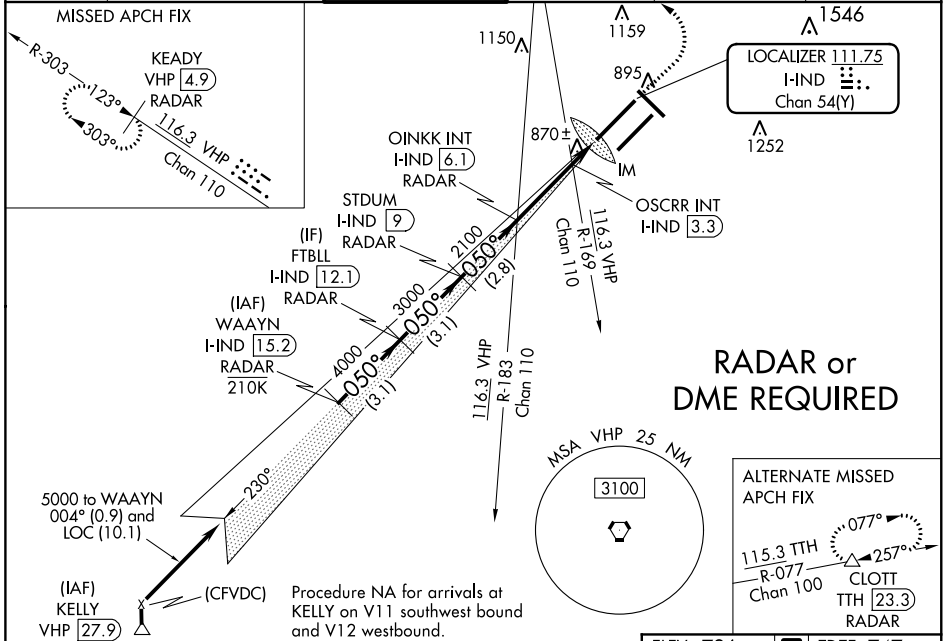 MISSED APCH FIX
R-303
KEADY
VHP 4.9
RADAR
123°
303°
116.3 VHP
Chan 110
1150
1159
1546
895
LOCALIZER 111.75
I-IND
Chan 54(Y)
1252
870±
IM
OINKK INT
I-IND 6.1
RADAR
OSCRR INT
I-IND 3.3
STDUM
I-IND 9
RADAR
(IF)
FTBLL
I-IND 12.1
RADAR
(IAF)
WAAYN
I-IND 15.2
RADAR
210K
2100
050°
(2.8)
3000
050°
(3.1)
4000
050°
(3.1)
116.3 VHP
R-169
Chan 110
116.3 VHP
R-183
Chan 110
RADAR or
DME REQUIRED
230°
5000 to WAAYN
004° (0.9) and
LOC (10.1)
(IAF)
KELLY
VHP 27.9
(CFVDC)
Procedure NA for arrivals at
KELLY on V11 southwest bound
and V12 westbound.
MSA VHP 25 NM
3100
ALTERNATE MISSED
APCH FIX
077°
257°
115.3 TTH
R-077
Chan 100
CLOTT
TTH 23.3
RADAR